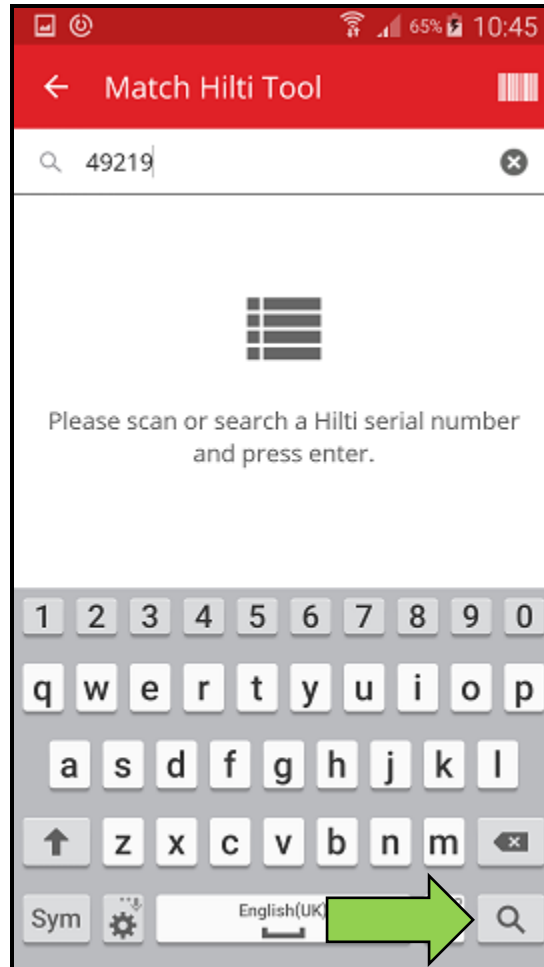 65% 10:45
Match Hilti Tool
49219
Please scan or search a Hilti serial number
and press enter.
1 2 3 4 5 6 7 8 9 0
q w e r t y u i o p
a s d f g h j k l
z x c v b n m
Sym English(UK)